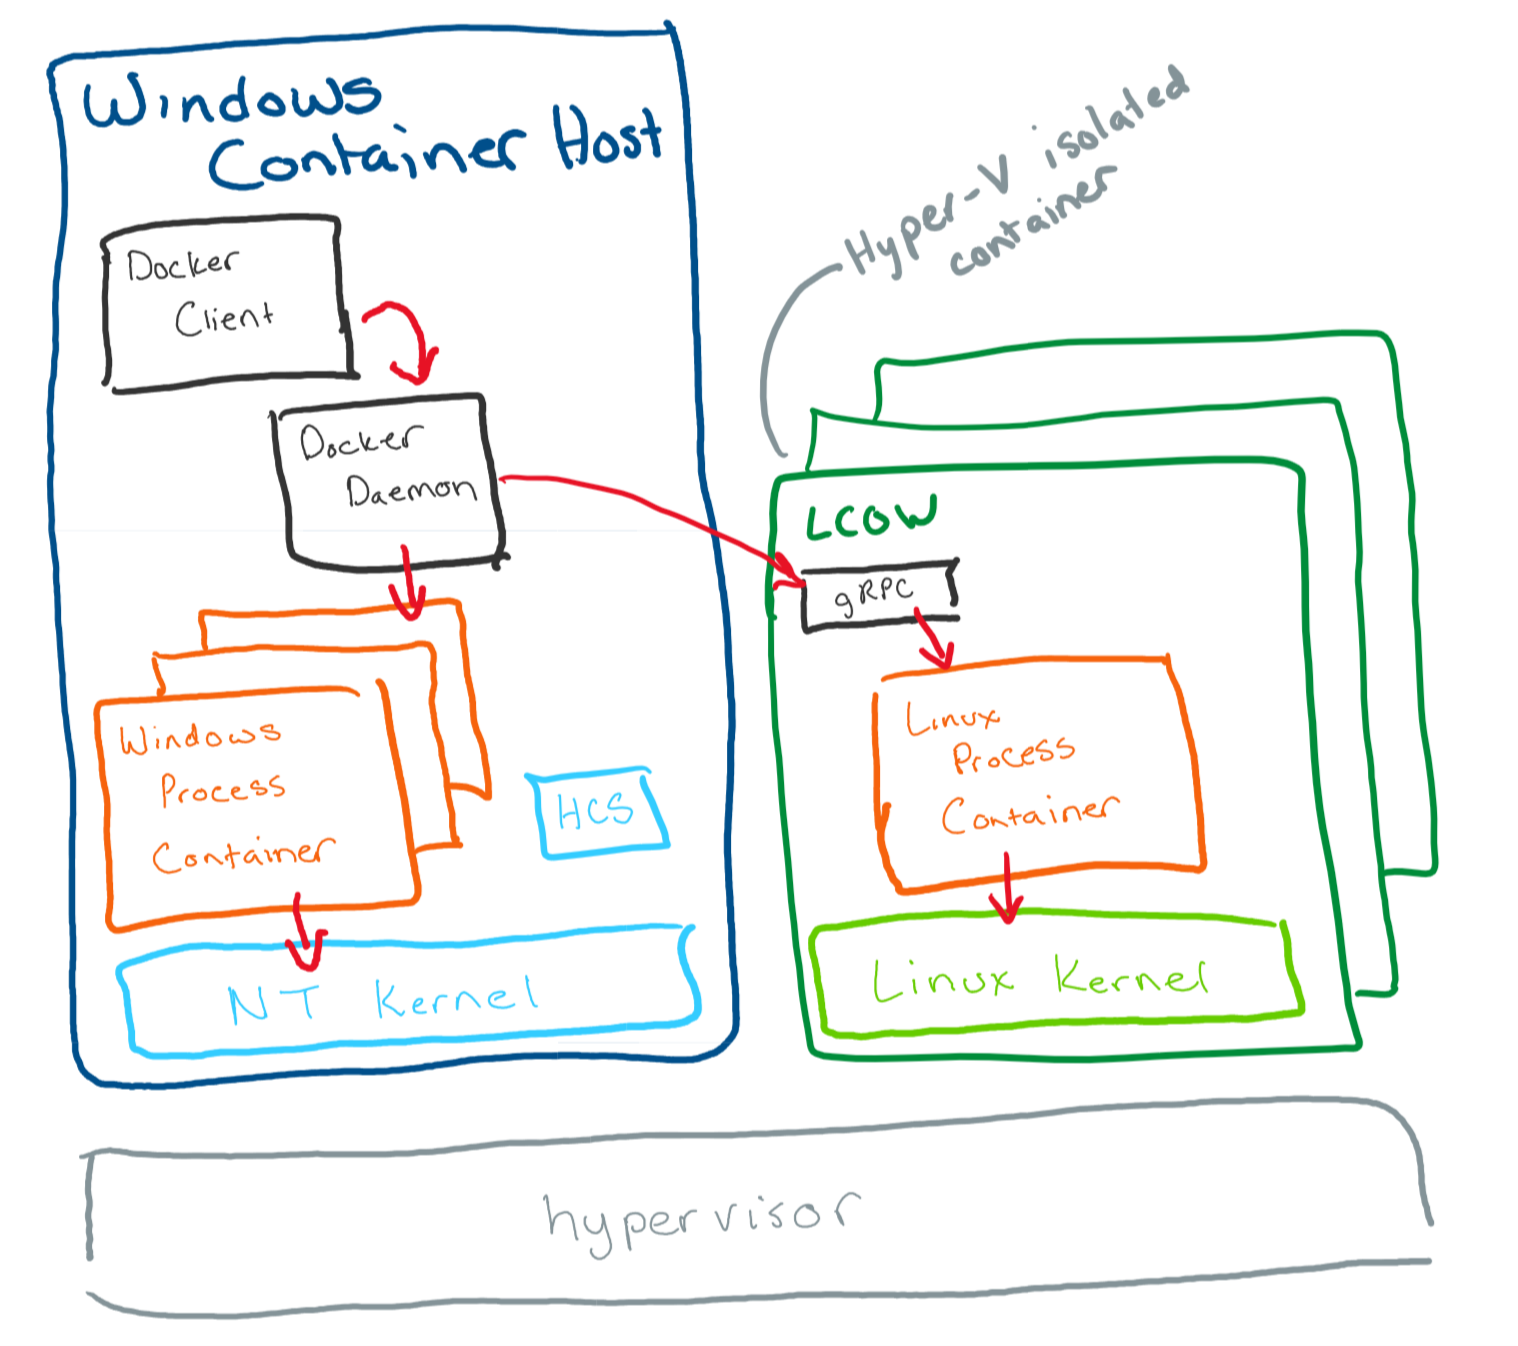 Windows
Container Host
Docker
Client
Docker
Daemon
Windows
Process
Container
HCS
NT Kernel
Hyper-V isolated
container
LCOW
gRPC
Linux
Process
Container
Linux Kernel
hypervisor